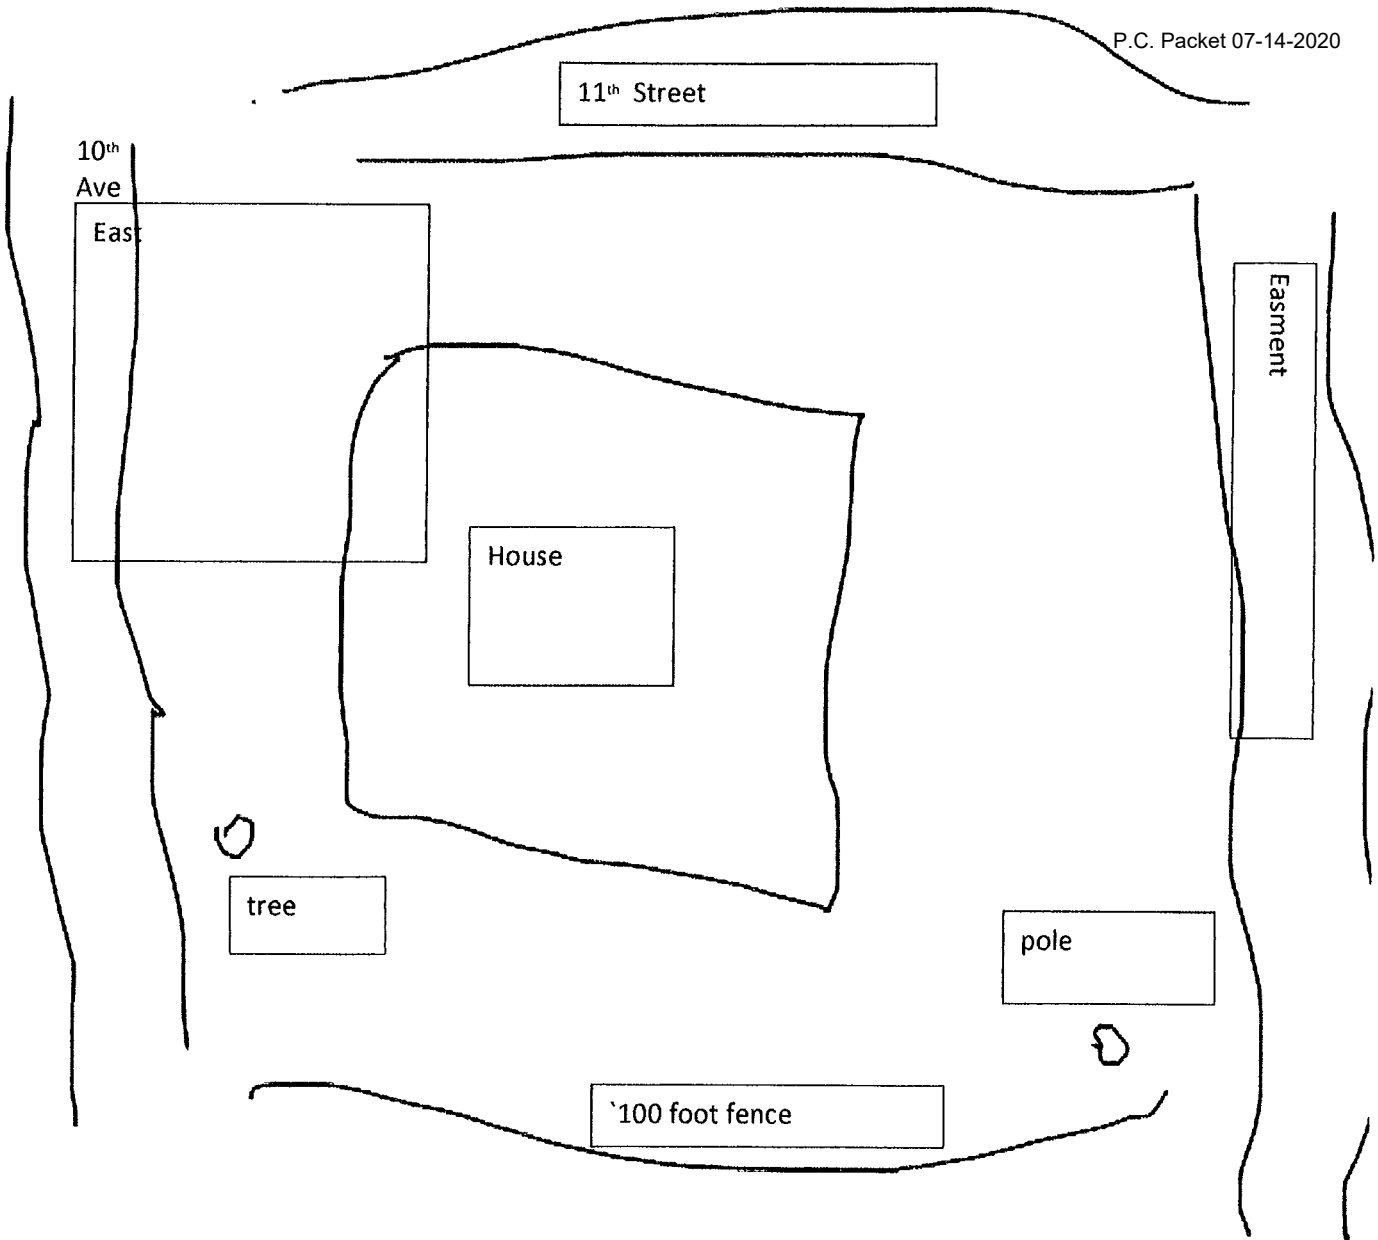 P.C. Packet 07-14-2020
11th Street
10th
Ave
East
Easment
House
tree
pole
`100 foot fence